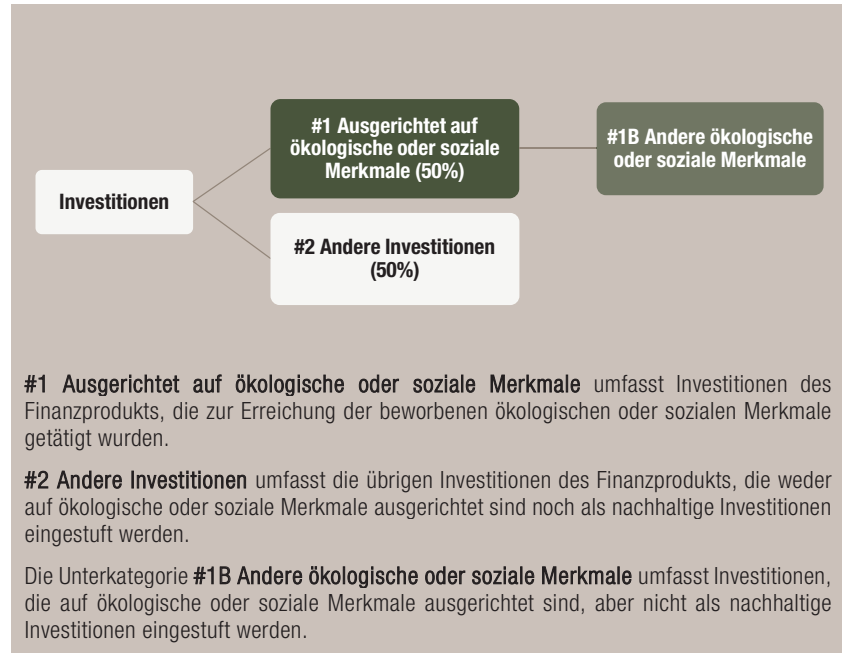 #1 Ausgerichtet auf
ökologische oder soziale
Merkmale (50%)
#1B Andere ökologische
oder soziale Merkmale
Investitionen
#2 Andere Investitionen
(50%)
#1 Ausgerichtet auf ökologische oder soziale Merkmale umfasst Investitionen des
Finanzprodukts, die zur Erreichung der beworbenen ökologischen oder sozialen Merkmale
getätigt wurden.
#2 Andere Investitionen umfasst die übrigen Investitionen des Finanzprodukts, die weder
auf ökologische oder soziale Merkmale ausgerichtet sind noch als nachhaltige Investitionen
eingestuft werden.
Die Unterkategorie #1B Andere ökologische oder soziale Merkmale umfasst Investitionen,
die auf ökologische oder soziale Merkmale ausgerichtet sind, aber nicht als nachhaltige
Investitionen eingestuft werden.